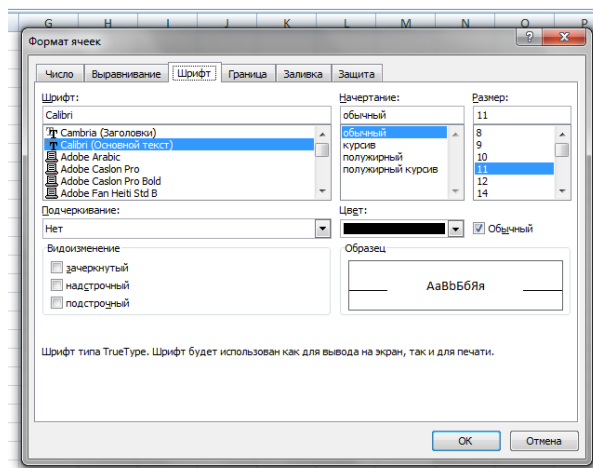 G H I J K L M N O P
Формат ячеек
Число Выравнивание Шрифт Граница Заливка Защита
Шрифт: Начертание: Размер:
Calibri обычный 11
Cambria (Заголовки) обычный 8
Calibri (Основной текст) курсив 9
Adobe Arabic полужирный 10
Adobe Caslon Pro полужирный курсив 11
Adobe Caslon Pro Bold 12
Adobe Fan Heiti Std B 14
Подчеркивание: Цвет:
Нет Обычный
Видоизменение Образец
зачеркнутый
надстрочный АаВbБбЯя
подстрочный
Шрифт типа TrueType. Шрифт будет использован как для вывода на экран, так и для печати.
ОК Отмена